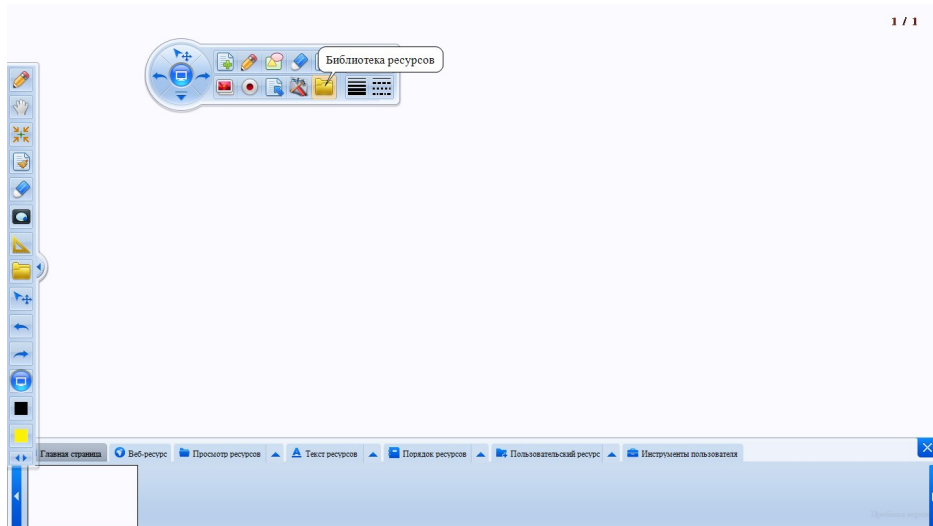 1 / 1
Библиотека ресурсов
Главная страница
Веб-ресурс
Просмотр ресурсов
Текст ресурсов
Порядок ресурсов
Пользовательский ресурс
Инструменты пользователя